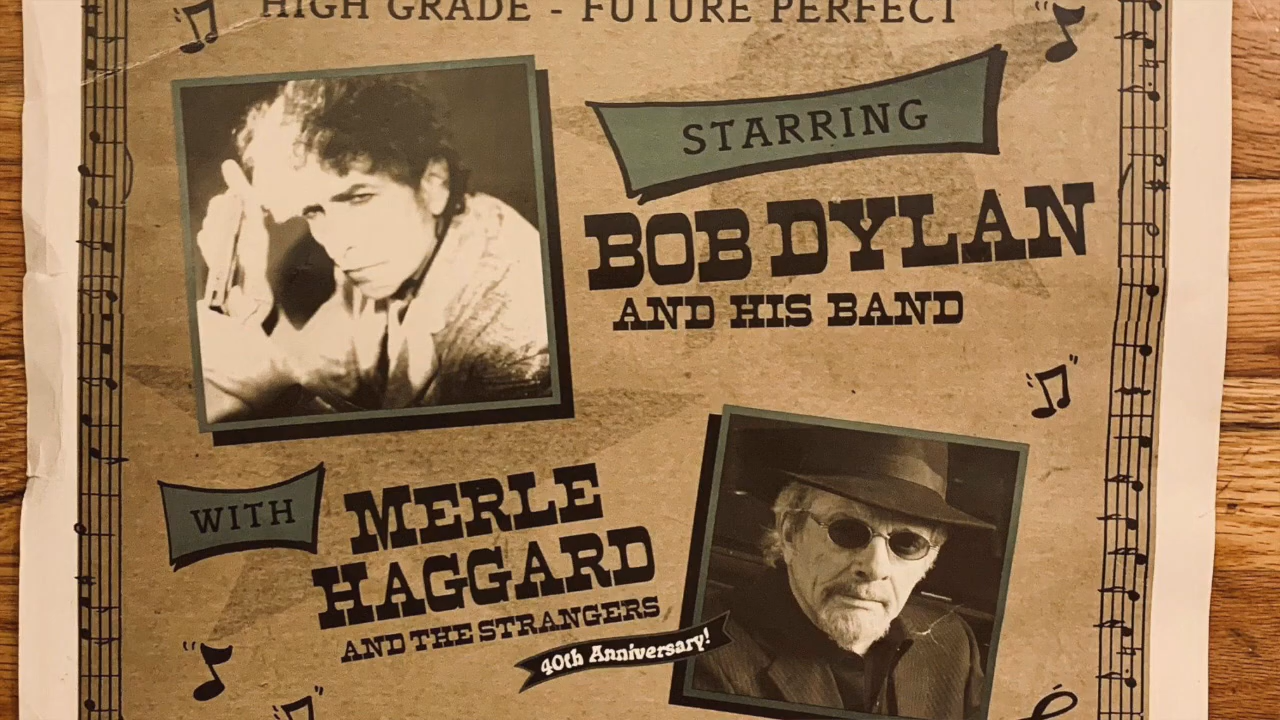 HIGH GRADE - FUTURE PERFECT
STARRING
BOB DYLAN
AND HIS BAND
WITH
MERLE
HAGGARD
AND THE STRANGERS
40th Anniversary!